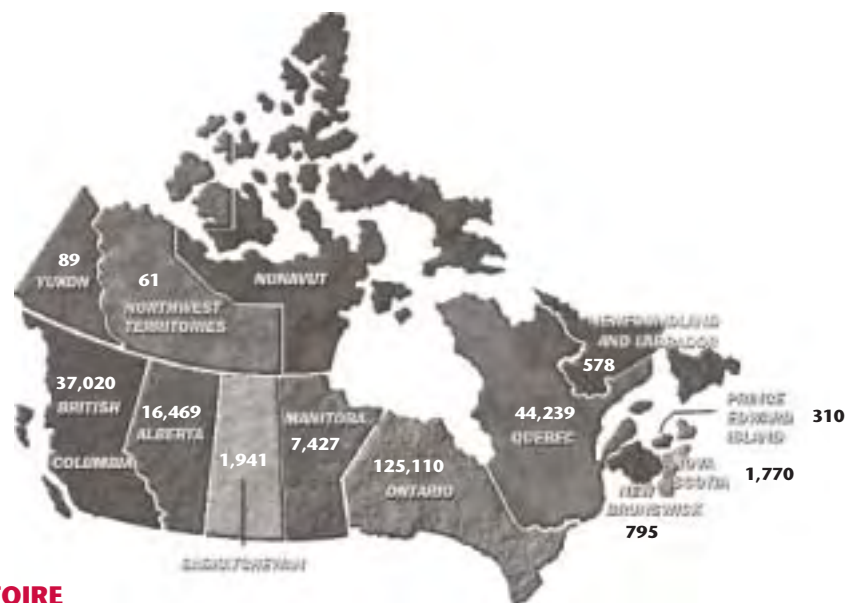 89
YUKON
61
NORTHWEST
TERRITORIES
NUNAVUT
NEWFOUNDLAND
AND LABRADOR
578
37,020
BRITISH
COLUMBIA
16,469
ALBERTA
1,941
SASKATCHEWAN
MANITOBA
7,427
125,110
ONTARIO
44,239
QUEBEC
PRINCE
EDWARD
ISLAND
310
NOVA
SCOTIA
1,770
NEW
BRUNSWICK
795
TOIRE